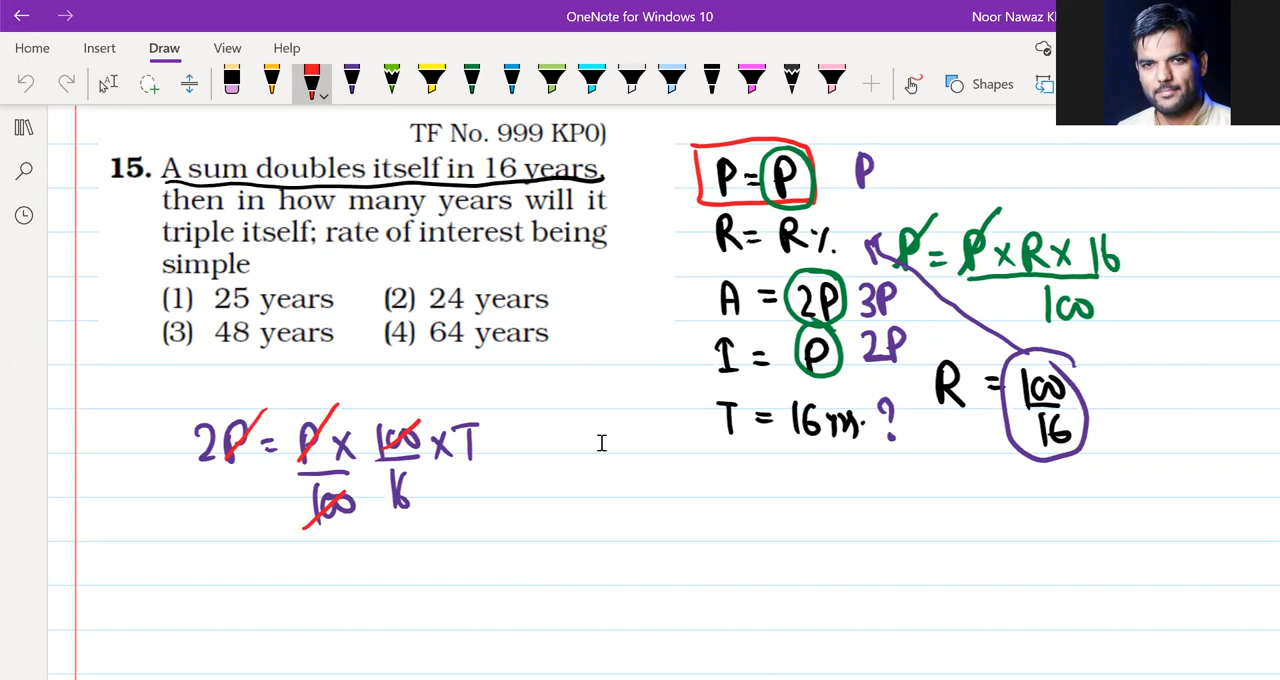 OneNote for Windows 10
Noor Nawaz Kh
Home Insert Draw View Help
Shapes
TF No. 999 KP0)
15. A sum doubles itself in 16 years,
then in how many years will it
triple itself; rate of interest being
simple
(1) 25 years (2) 24 years
(3) 48 years (4) 64 years
P = P P
R = R%.
A = 2P 3P
I = P 2P
T = 16 yrs. ?
P = P × R × 16
100
R = 100
16
2P = P × 100 × T
100 16